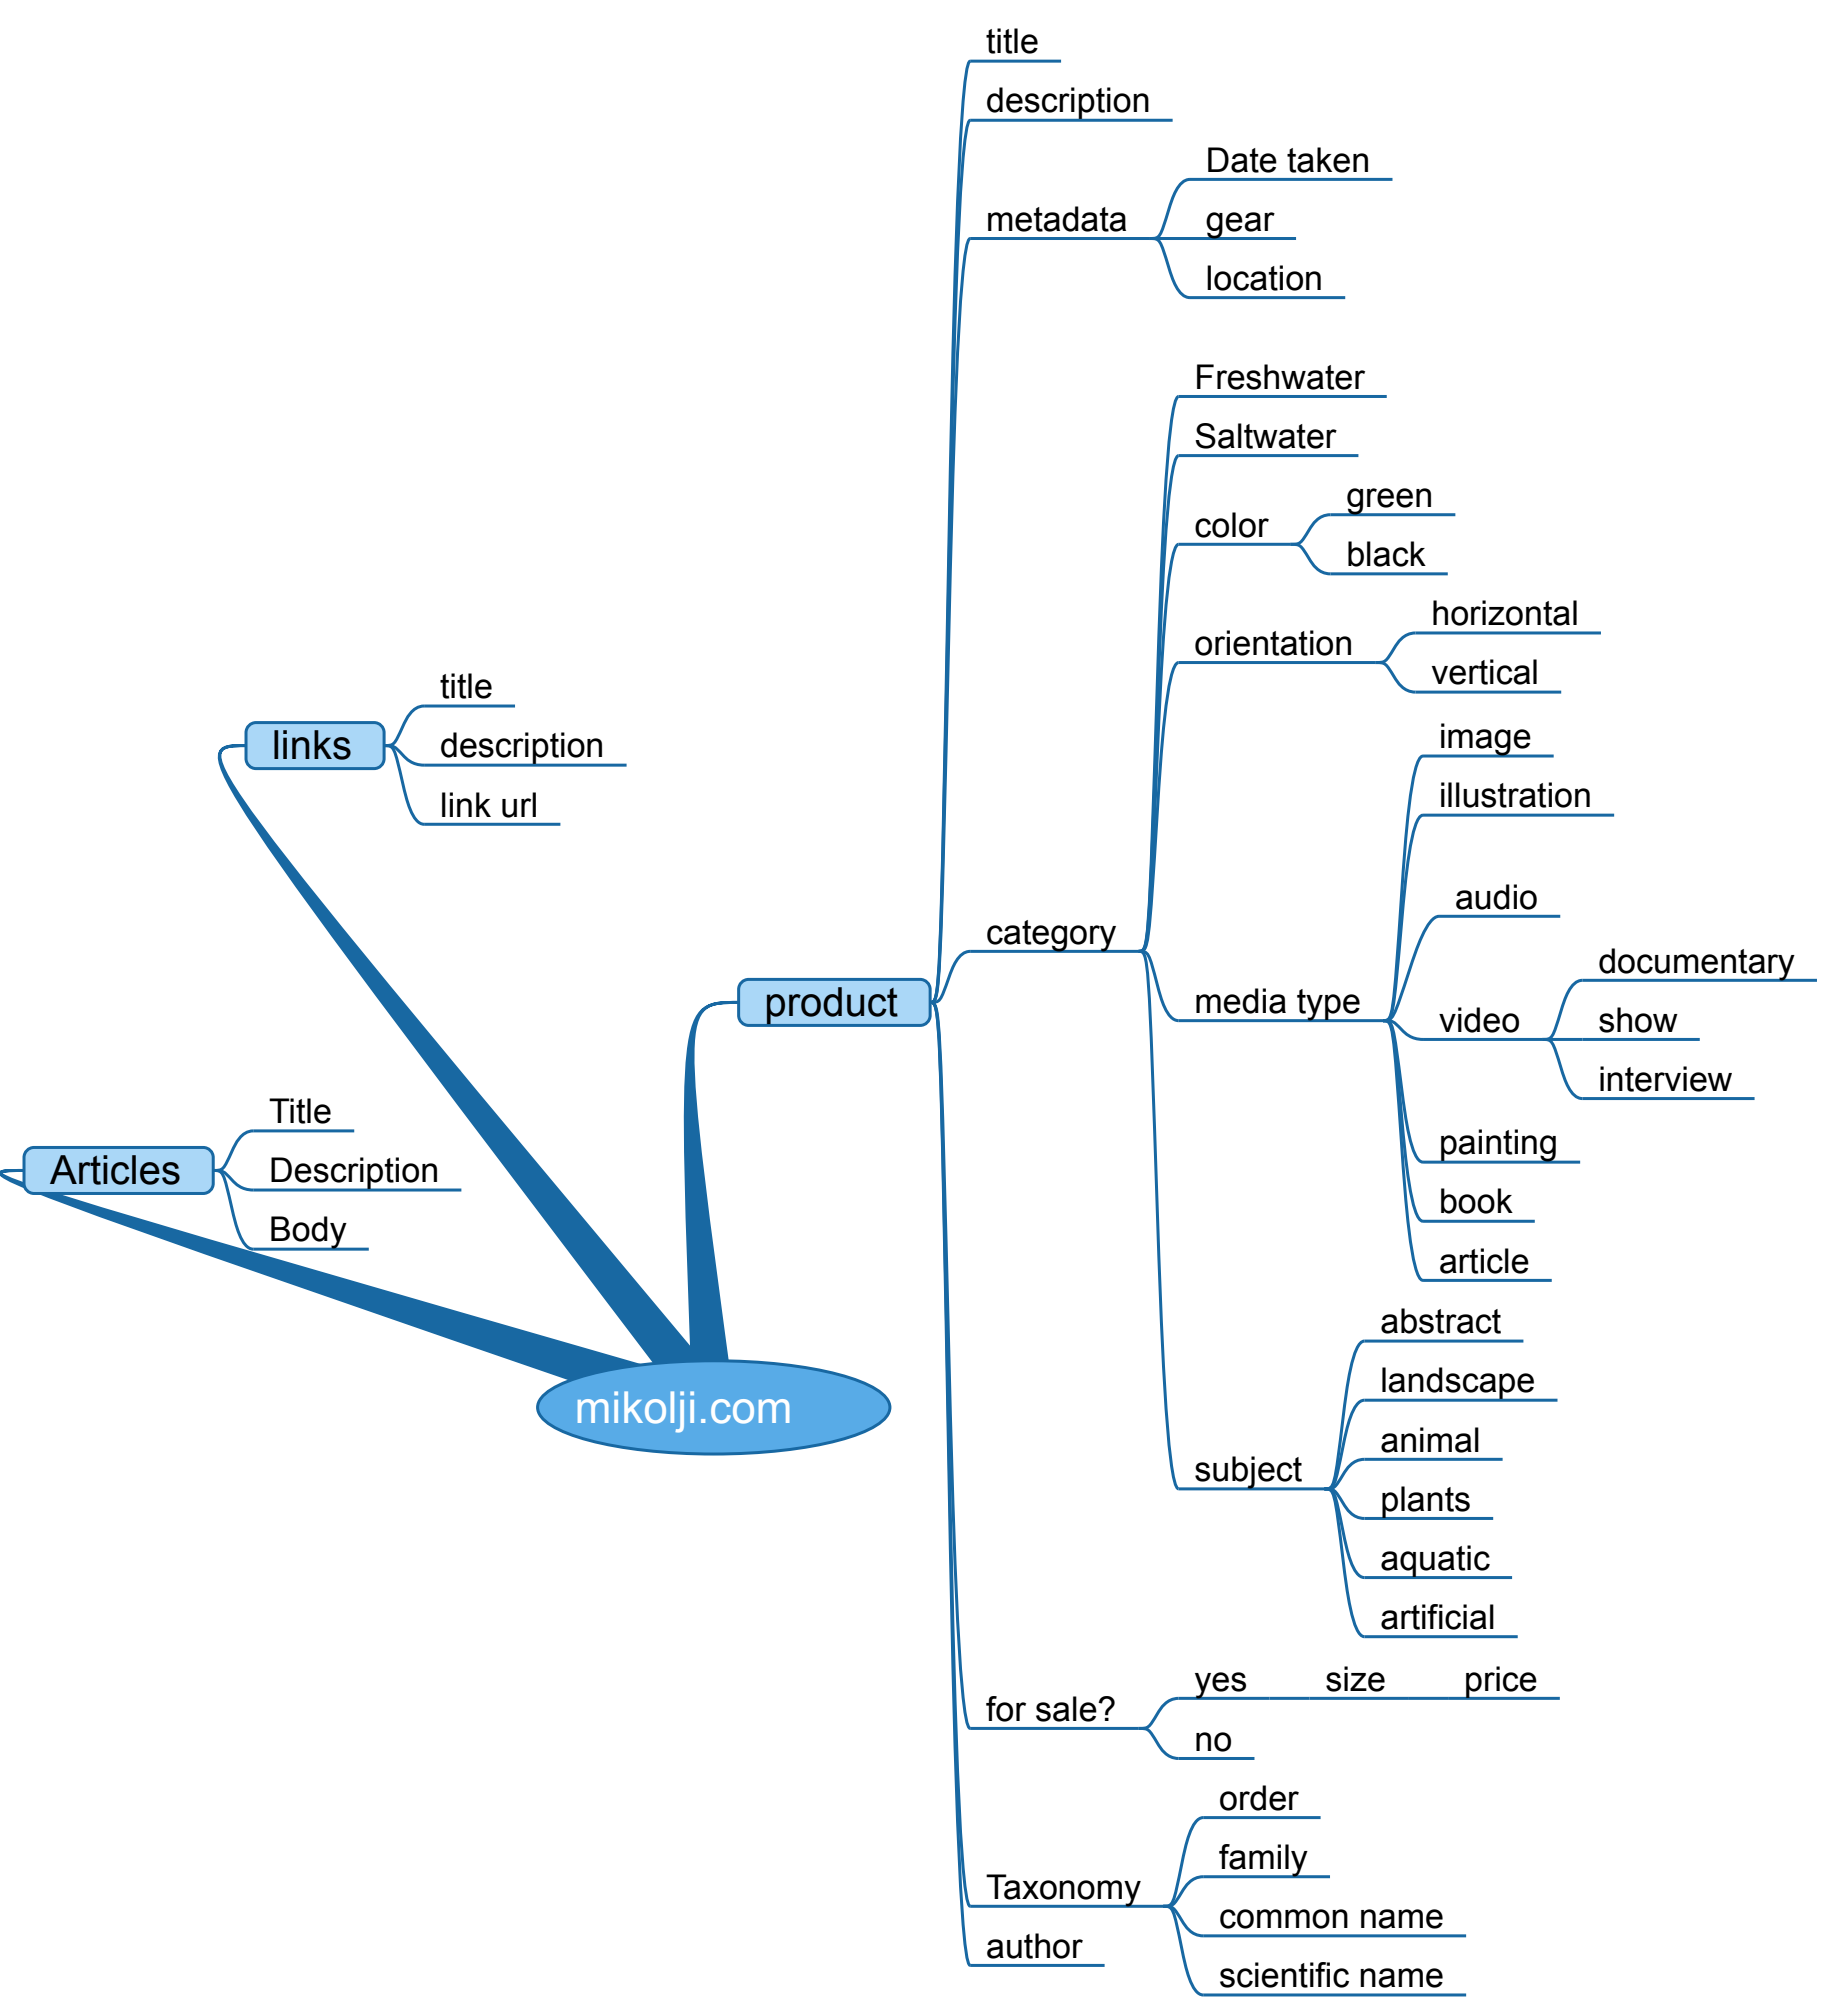 title
description
Date taken
metadata
gear
location
Freshwater
Saltwater
green
color
black
horizontal
orientation
vertical
title
links
description
link url
image
illustration
audio
category
documentary
product
media type
video
show
interview
Title
Articles
Description
Body
painting
book
article
mikolji.com
abstract
landscape
animal
subject
plants
aquatic
artificial
yes size price
for sale?
no
order
family
Taxonomy
common name
author
scientific name